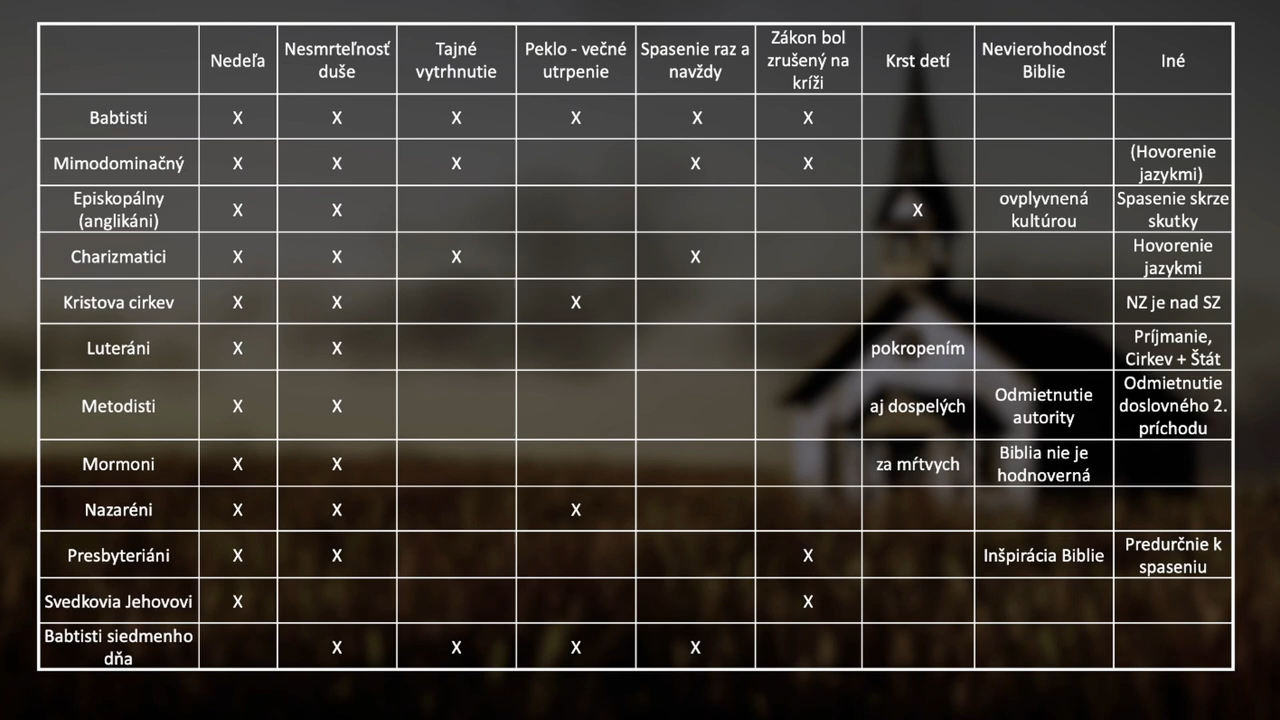 Nedeľa
Nesmrteľnosť
duše
Tajné
vytrhnutie
Peklo - večné
utrpenie
Spasenie raz a
navždy
Zákon bol
zrušený na
kríži
Krst detí
Nevierohodnosť
Biblie
Iné
Babtisti X X X X X X
Mimodominačný X X X X X
(Hovorenie
jazykmi)
Episkopálny
(anglikáni)
X X X
ovplyvnená
kultúrou
Spasenie skrze
skutky
Charizmatici X X X X
Hovorenie
jazykmi
Kristova cirkev X X X NZ je nad SZ
Luteráni X X pokropením
Príjmanie,
Cirkev + Štát
Metodisti X X aj dospelých
Odmietnutie
autority
Odmietnutie
doslovného 2.
príchodu
Mormoni X X za mŕtvych
Biblia nie je
hodnoverná
Nazaréni X X X
Presbyteriáni X X X Inšpirácia Biblie
Predurčnie k
spaseniu
Svedkovia Jehovovi X X
Babtisti siedmenho
dňa
X X X X